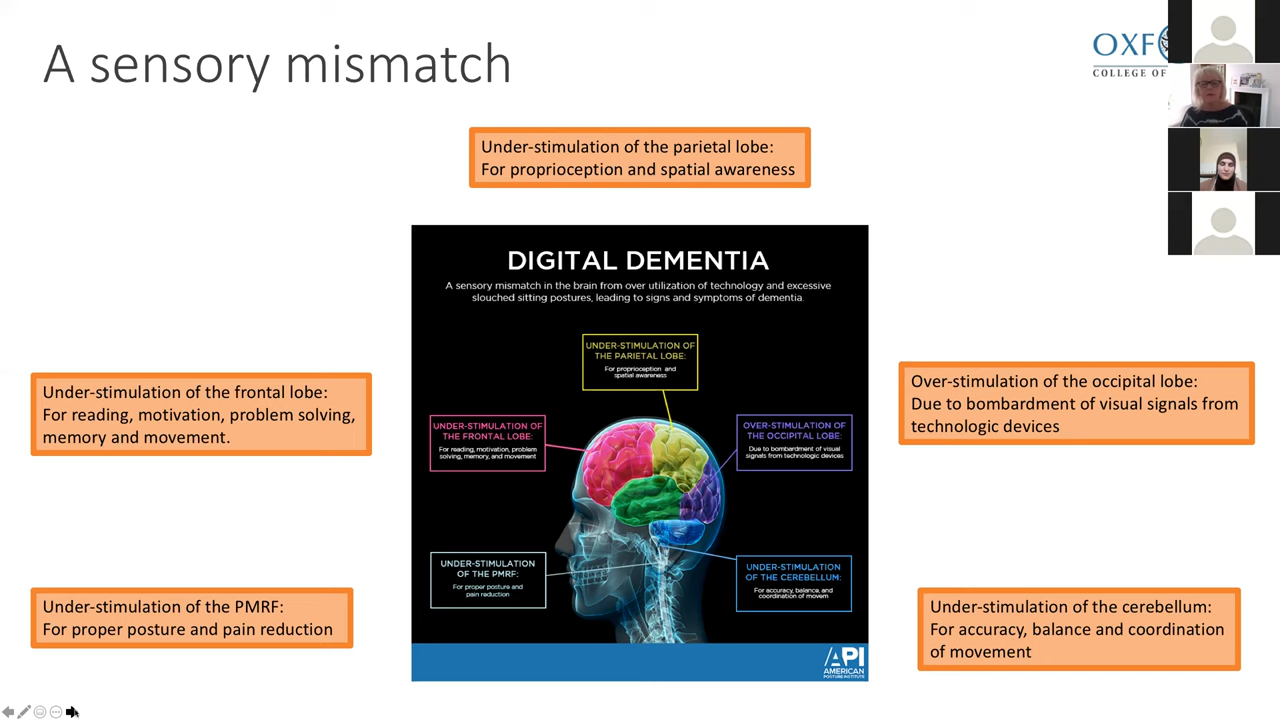 A sensory mismatch
OXF
COLLEGE OF
Under-stimulation of the parietal lobe:
For proprioception and spatial awareness
DIGITAL DEMENTIA
A sensory mismatch in the brain from over utilization of technology and excessive
slouched sitting postures, leading to signs and symptoms of dementia.
UNDER-STIMULATION OF
THE PARIETAL LOBE:
For proprioception and
spatial awareness
Under-stimulation of the frontal lobe:
For reading, motivation, problem solving,
memory and movement.
Over-stimulation of the occipital lobe:
Due to bombardment of visual signals from
technologic devices
UNDER-STIMULATION OF
THE FRONTAL LOBE:
For reading, motivation, problem
solving, memory, and movement
OVER-STIMULATION OF
THE OCCIPITAL LOBE:
Due to bombardment of visual
signals from technologic devices
UNDER-STIMULATION
OF THE PMRF:
For proper posture and
pain reduction
UNDER-STIMULATION
OF THE CEREBELLUM:
For accuracy, balance, and
coordination of movem
Under-stimulation of the PMRF:
For proper posture and pain reduction
Under-stimulation of the cerebellum:
For accuracy, balance and coordination
of movement
API
AMERICAN
POSTURE INSTITUTE